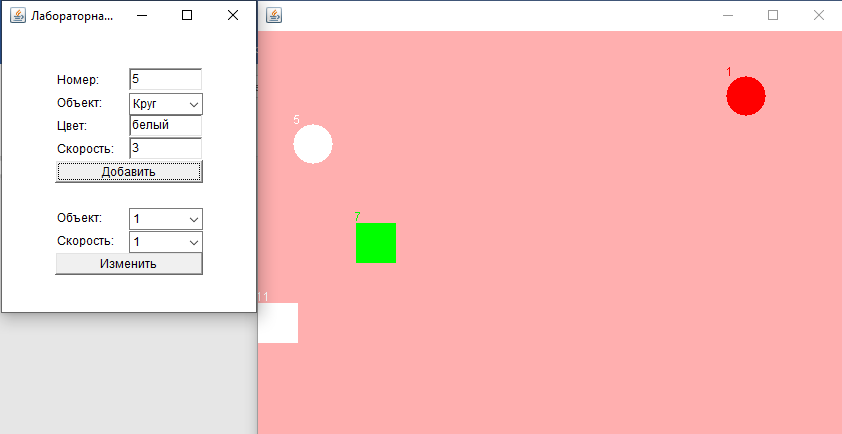 Лабораторна...
Номер: 5
Объект: Круг
Цвет: белый
Скорость: 3
Добавить
Объект: 1
Скорость: 1
Изменить
1
5
7
11